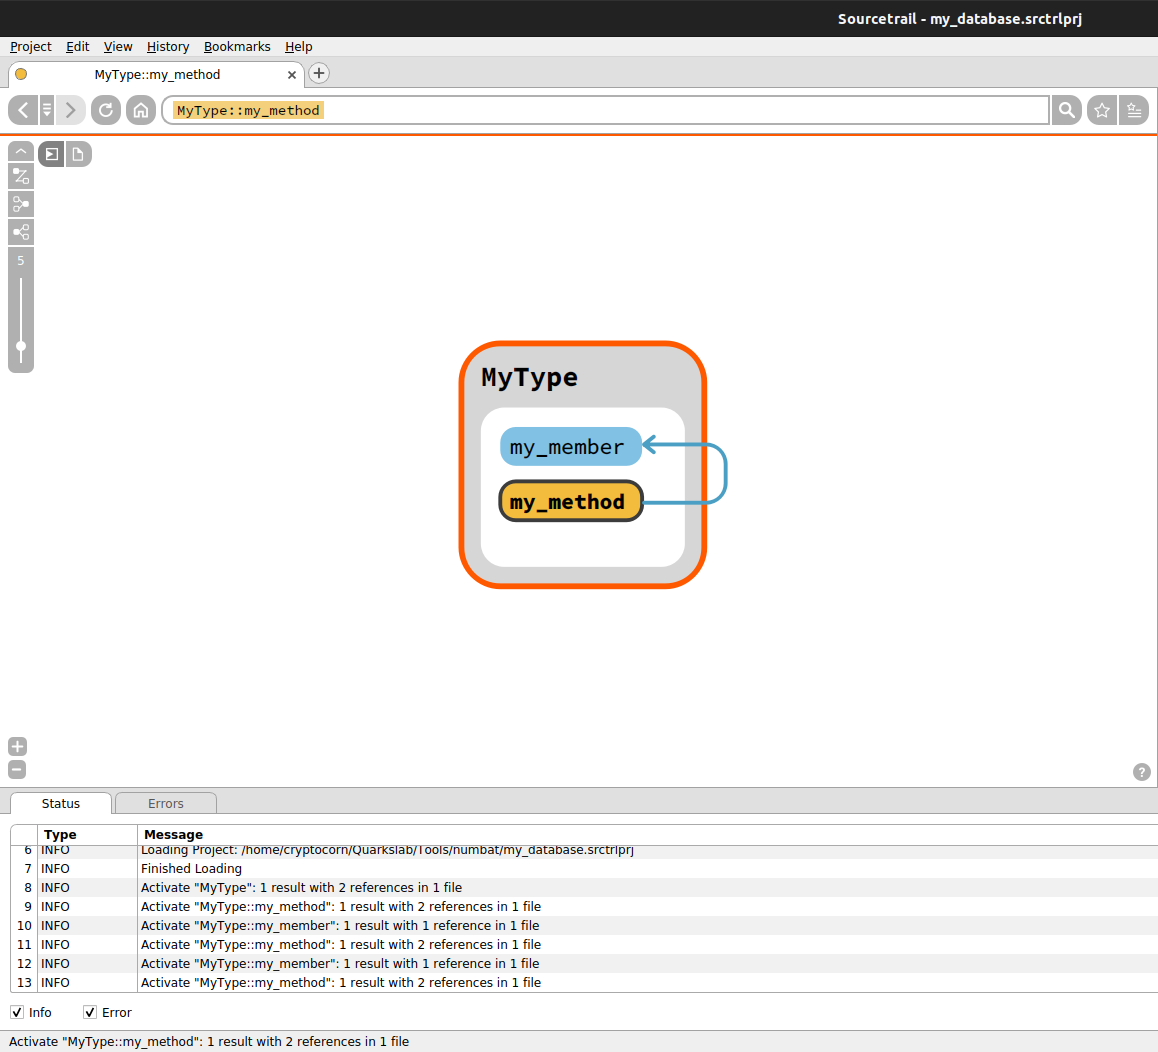 Sourcetrail - my_database.srctrlprj
Project Edit View History Bookmarks Help
MyType::my_method
MyType::my_method
5
MyType
my_member
my_method
?
Status Errors
Type Message
6 INFO Loading Project: /home/cryptocorn/Quarkslab/Tools/numbat/my_database.srctrlprj
7 INFO Finished Loading
8 INFO Activate "MyType": 1 result with 2 references in 1 file
9 INFO Activate "MyType::my_method": 1 result with 2 references in 1 file
10 INFO Activate "MyType::my_member": 1 result with 1 reference in 1 file
11 INFO Activate "MyType::my_method": 1 result with 2 references in 1 file
12 INFO Activate "MyType::my_member": 1 result with 1 reference in 1 file
13 INFO Activate "MyType::my_method": 1 result with 2 references in 1 file
Info Error
Activate "MyType::my_method": 1 result with 2 references in 1 file